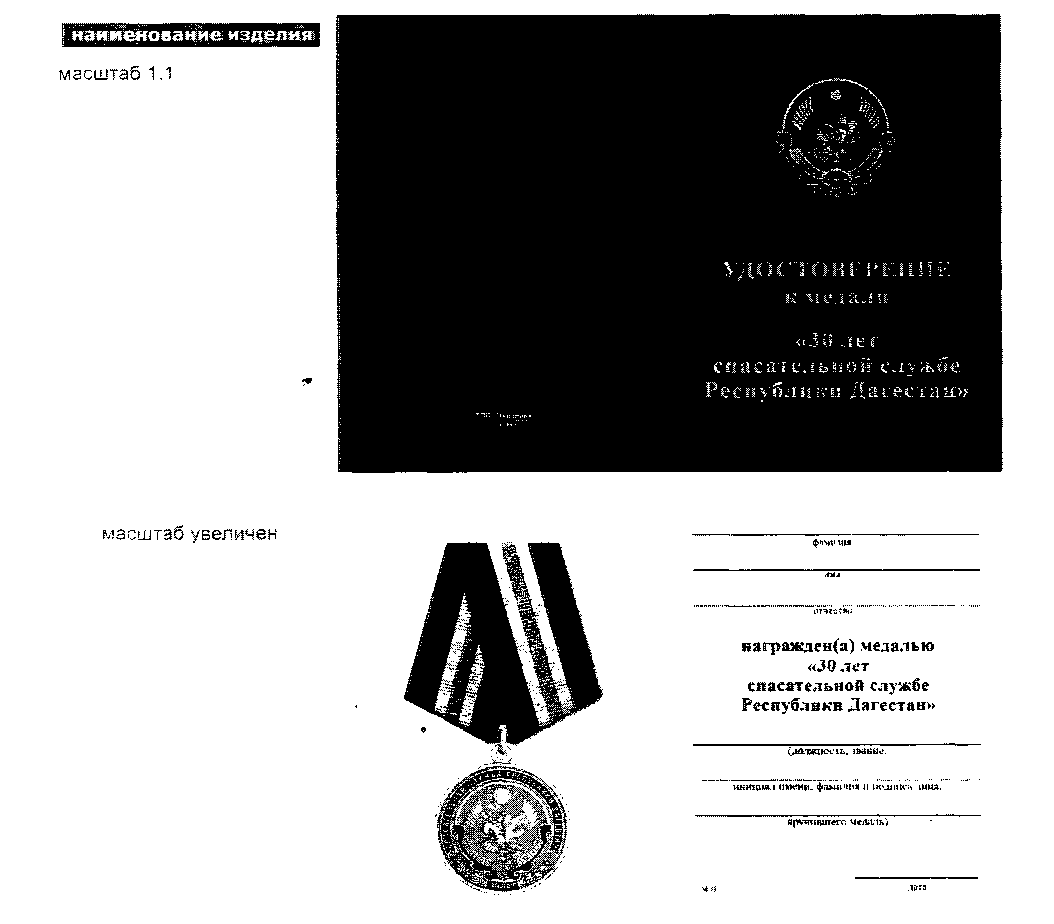 наименование изделия
масштаб 1.1
УДОСТОВЕРЕНИЕ
к медали
«30 лет
спасательной службе
Республики Дагестан»
масштаб увеличен
фамилия
имя
отчество
награжден(а) медалью
«30 лет
спасательной службе
Республики Дагестан»
(должность, звание,
инициал имени, фамилия и подпись лица,
вручившего медаль)
м.п. дата